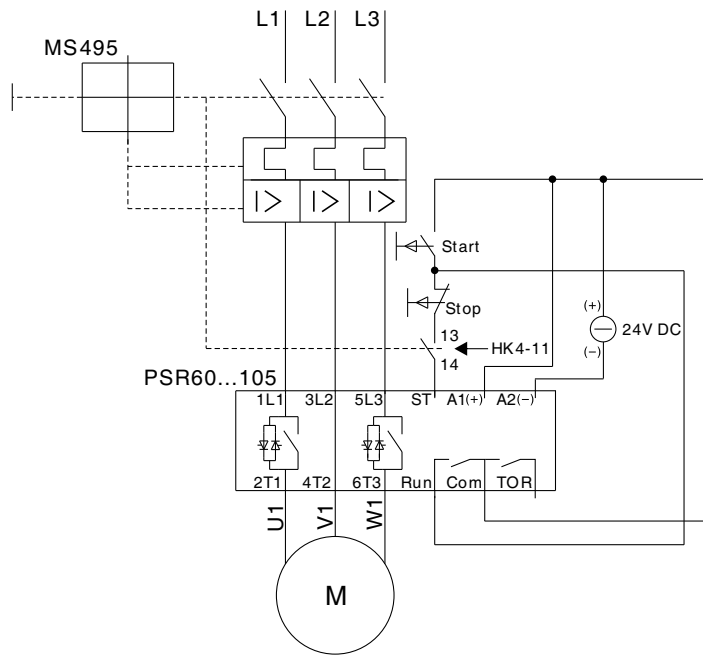 L1 L2 L3
MS495
Start
Stop
(+)
24V DC
(−)
13
HK4-11
14
PSR60...105
1L1 3L2 5L3 ST A1(+) A2(−)
2T1 4T2 6T3 Run Com TOR
U1 V1 W1
M